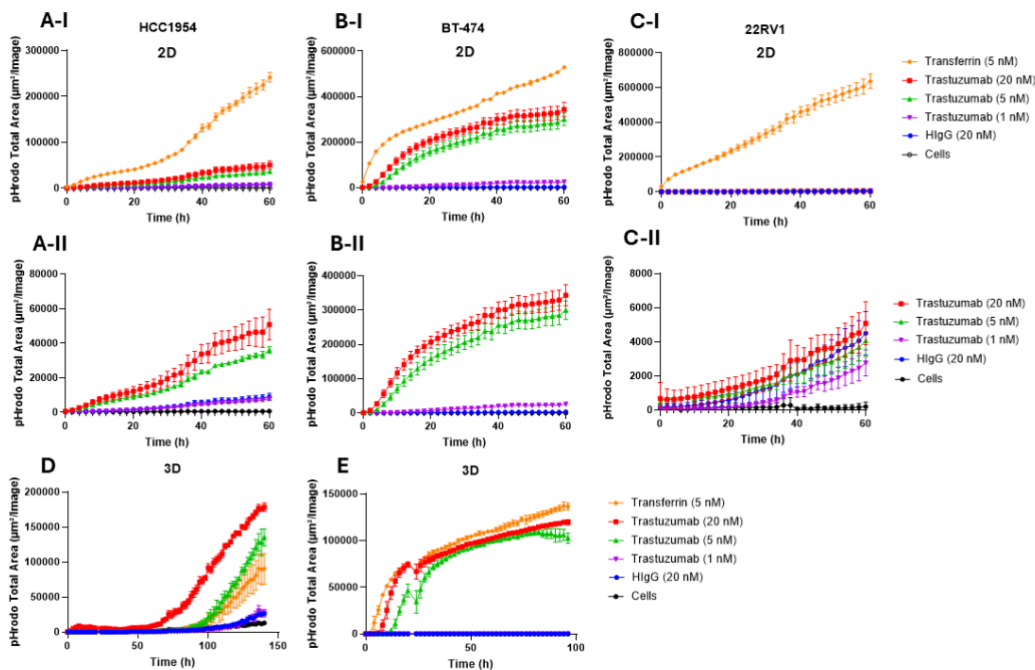 A-I
HCC1954
2D
pHrodo Total Area (μm²/Image)
300000
200000
100000
0
0 20 40 60
Time (h)
B-I
BT-474
2D
pHrodo Total Area (μm²/Image)
600000
400000
200000
0
0 20 40 60
Time (h)
C-I
22RV1
2D
pHrodo Total Area (μm²/Image)
800000
600000
400000
200000
0
0 20 40 60
Time (h)
Transferrin (5 nM)
Trastuzumab (20 nM)
Trastuzumab (5 nM)
Trastuzumab (1 nM)
HIgG (20 nM)
Cells
A-II
pHrodo Total Area (μm²/Image)
80000
60000
40000
20000
0
0 20 40 60
Time (h)
B-II
pHrodo Total Area (μm²/Image)
400000
300000
200000
100000
0
0 20 40 60
Time (h)
C-II
pHrodo Total Area (μm²/Image)
8000
6000
4000
2000
0
0 20 40 60
Time (h)
Trastuzumab (20 nM)
Trastuzumab (5 nM)
Trastuzumab (1 nM)
HIgG (20 nM)
Cells
D
3D
pHrodo Total Area (μm²/Image)
200000
150000
100000
50000
0
0 50 100 150
Time (h)
E
3D
pHrodo Total Area (μm²/Image)
150000
100000
50000
0
0 50 100
Time (h)
Transferrin (5 nM)
Trastuzumab (20 nM)
Trastuzumab (5 nM)
Trastuzumab (1 nM)
HIgG (20 nM)
Cells